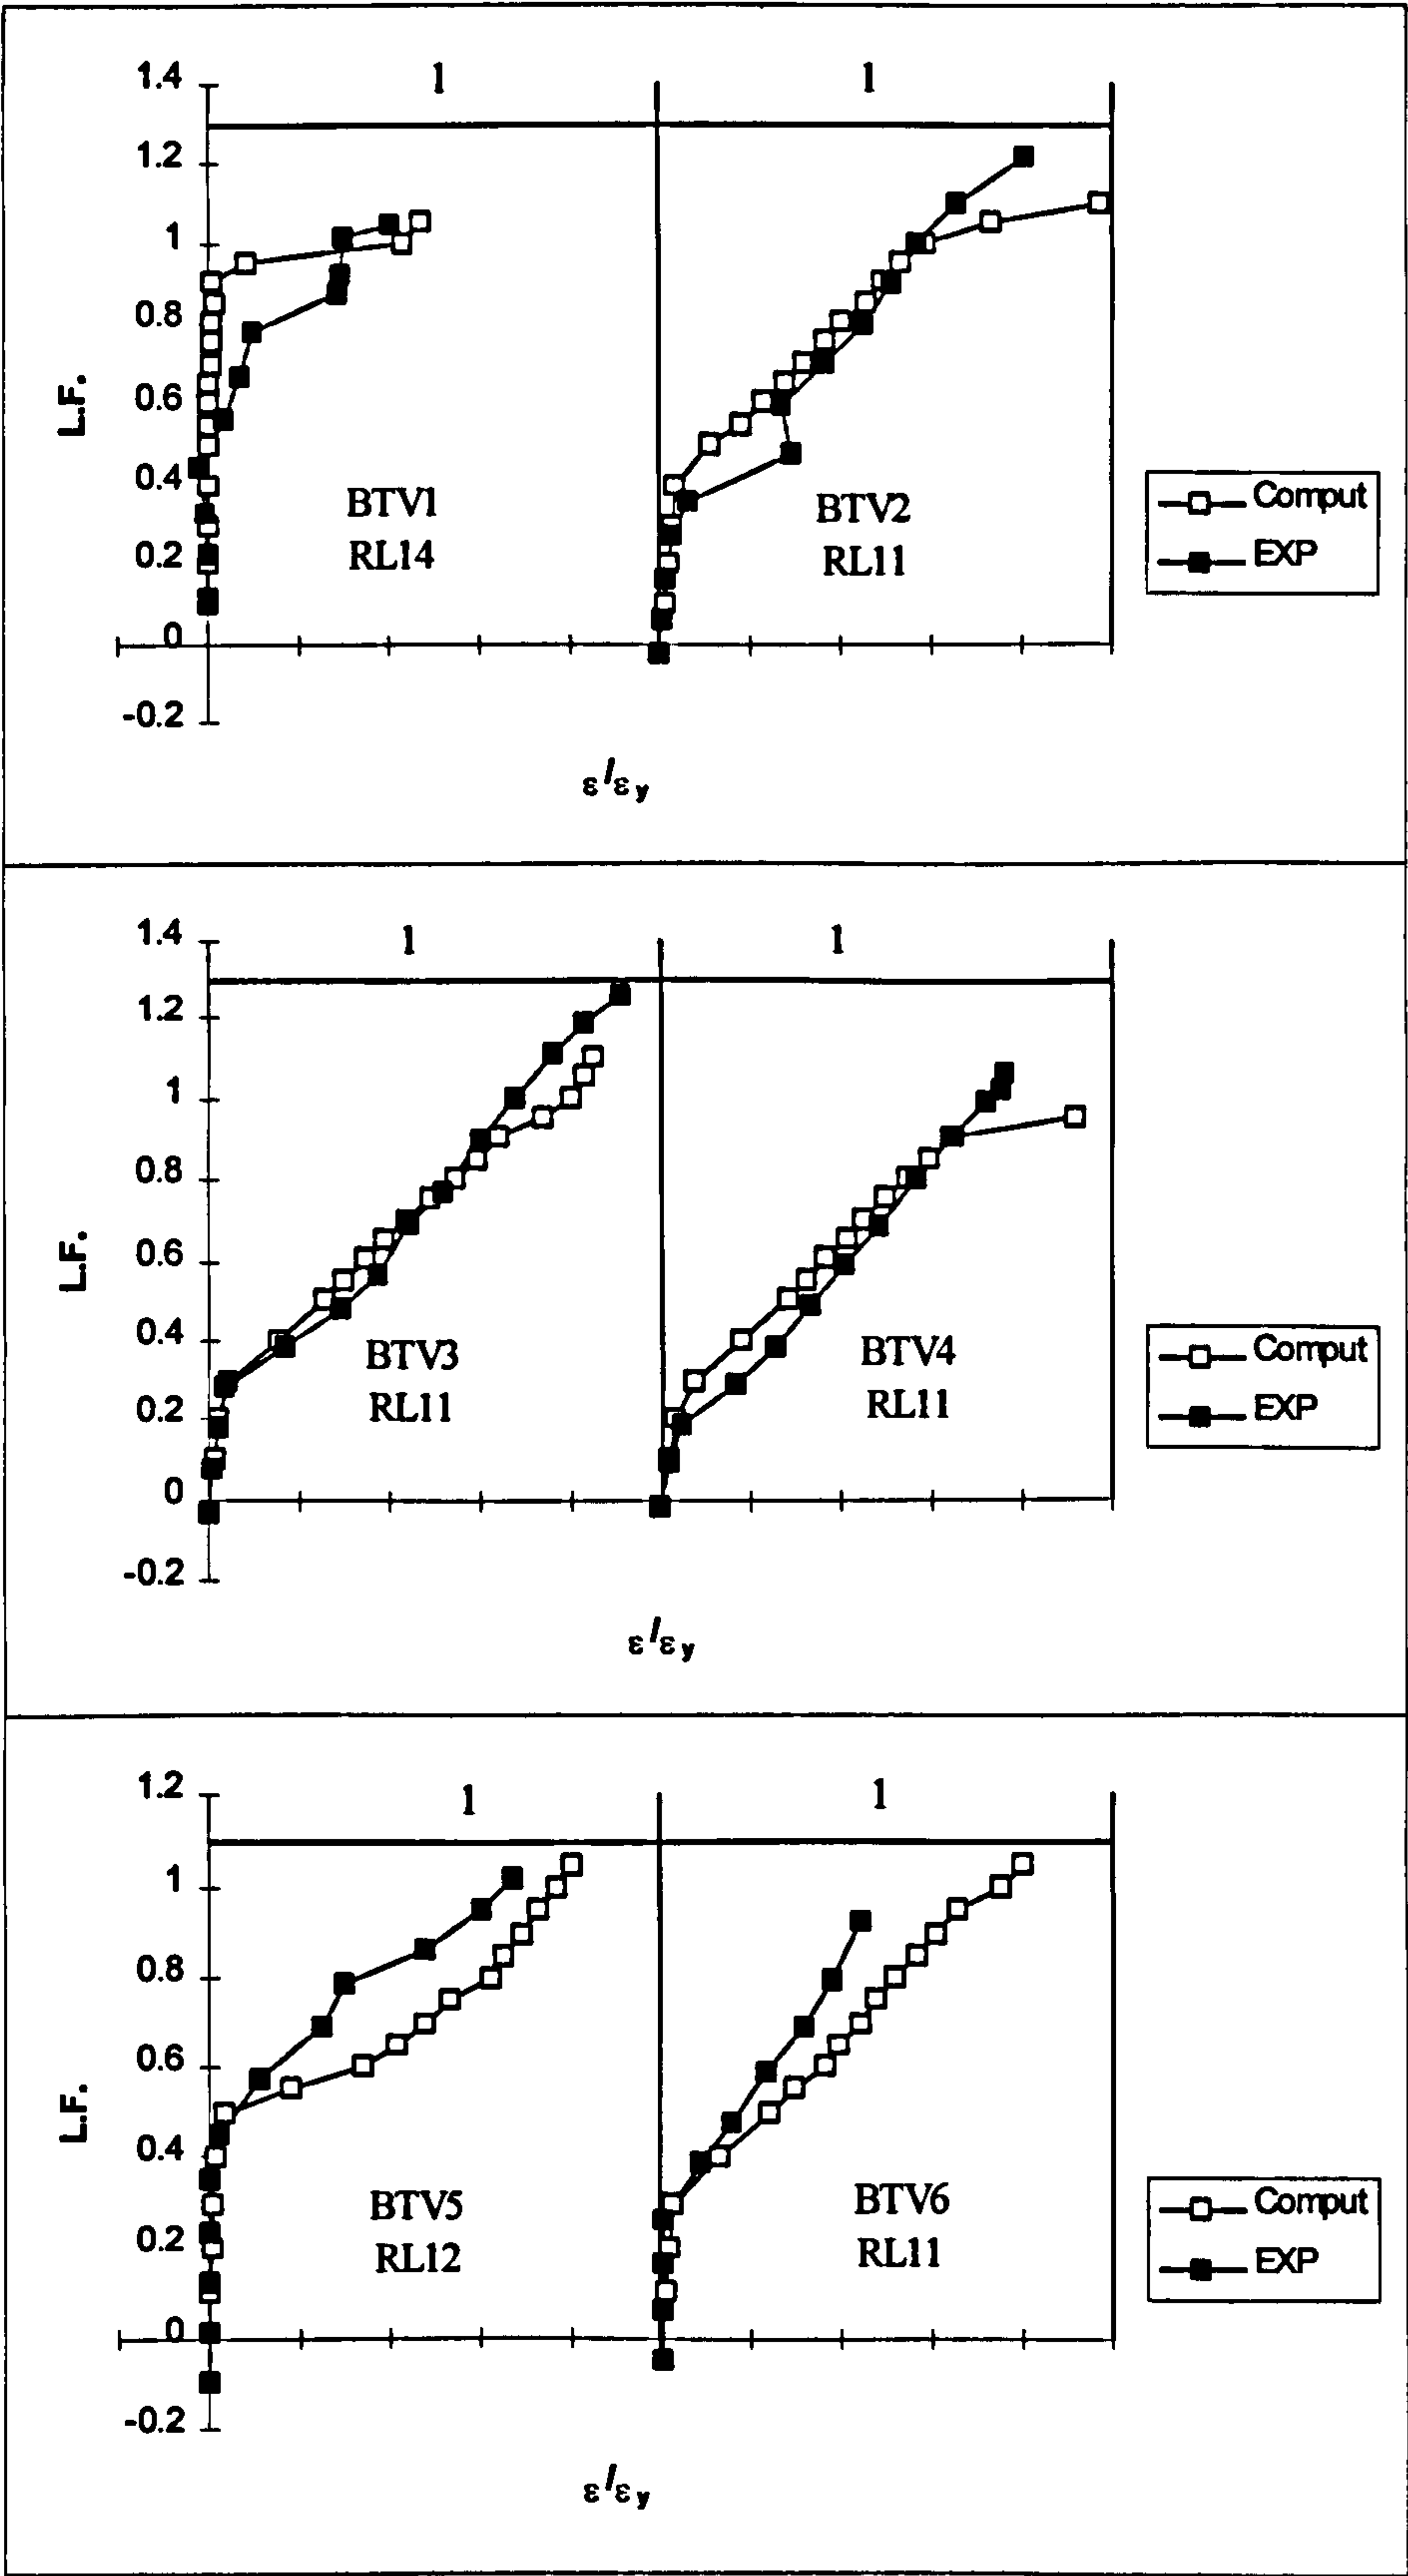 1.4
1 1
1.2
1
0.8
L.F.
0.6
0.4
BTV1 BTV2
RL14 RL11
0.2
0
-0.2
ε/εy
Comput
EXP
1.4
1 1
1.2
1
0.8
L.F.
0.6
0.4
BTV3 BTV4
RL11 RL11
0.2
0
-0.2
ε/εy
Comput
EXP
1.2
1 1
1
0.8
0.6
L.F.
0.4
BTV5 BTV6
RL12 RL11
0.2
0
-0.2
ε/εy
Comput
EXP